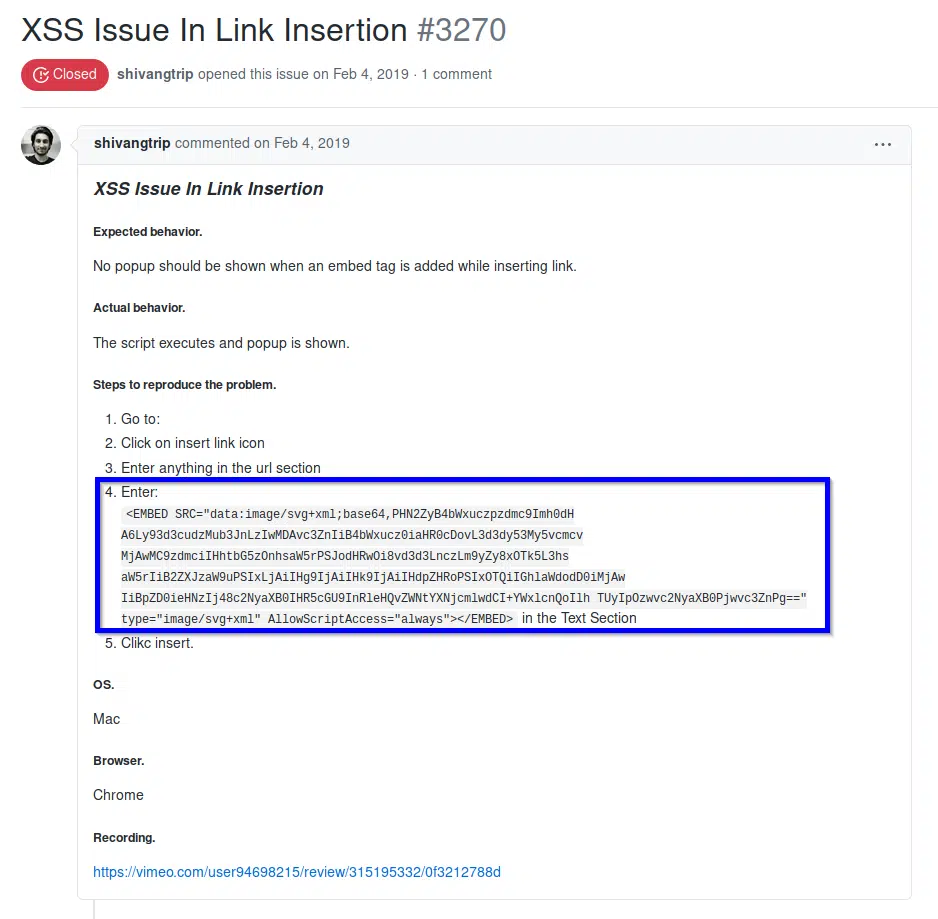 XSS Issue In Link Insertion #3270
Closed shivangtrip opened this issue on Feb 4, 2019 · 1 comment
shivangtrip commented on Feb 4, 2019 ...
XSS Issue In Link Insertion
Expected behavior.
No popup should be shown when an embed tag is added while inserting link.
Actual behavior.
The script executes and popup is shown.
Steps to reproduce the problem.
1. Go to:
2. Click on insert link icon
3. Enter anything in the url section
4. Enter:
<EMBED SRC="data:image/svg+xml;base64,PHN2ZyB4bWxuczpzdmc9Imh0dH
A6Ly93d3cudzMub3JnLzIwMDAvc3ZnIiB4bWxucz0iaHR0cDovL3d3dy53My5vcmcv
MjAwMC9zdmciIHhtbG5zOnhsaW5rPSJodHRwOi8vd3d3LnczLm9yZy8xOTk5L3hs
aW5rIiB2ZXJzaW9uPSIxLjAiIHg9IjAiIHk9IjAiIHdpZHRoPSIxOTQiIGhlaWdodD0iMjAw
IiBpZD0ieHNzIj48c2NyaXB0IHR5cGU9InRleHQvZWNtYXNjcmlwdCI+YWxlcnQoIlh TUyIpOzwvc2NyaXB0Pjwvc3ZnPg=="
type="image/svg+xml" AllowScriptAccess="always"></EMBED> in the Text Section
5. Clikc insert.
OS.
Mac
Browser.
Chrome
Recording.
https://vimeo.com/user94698215/review/315195332/0f3212788d